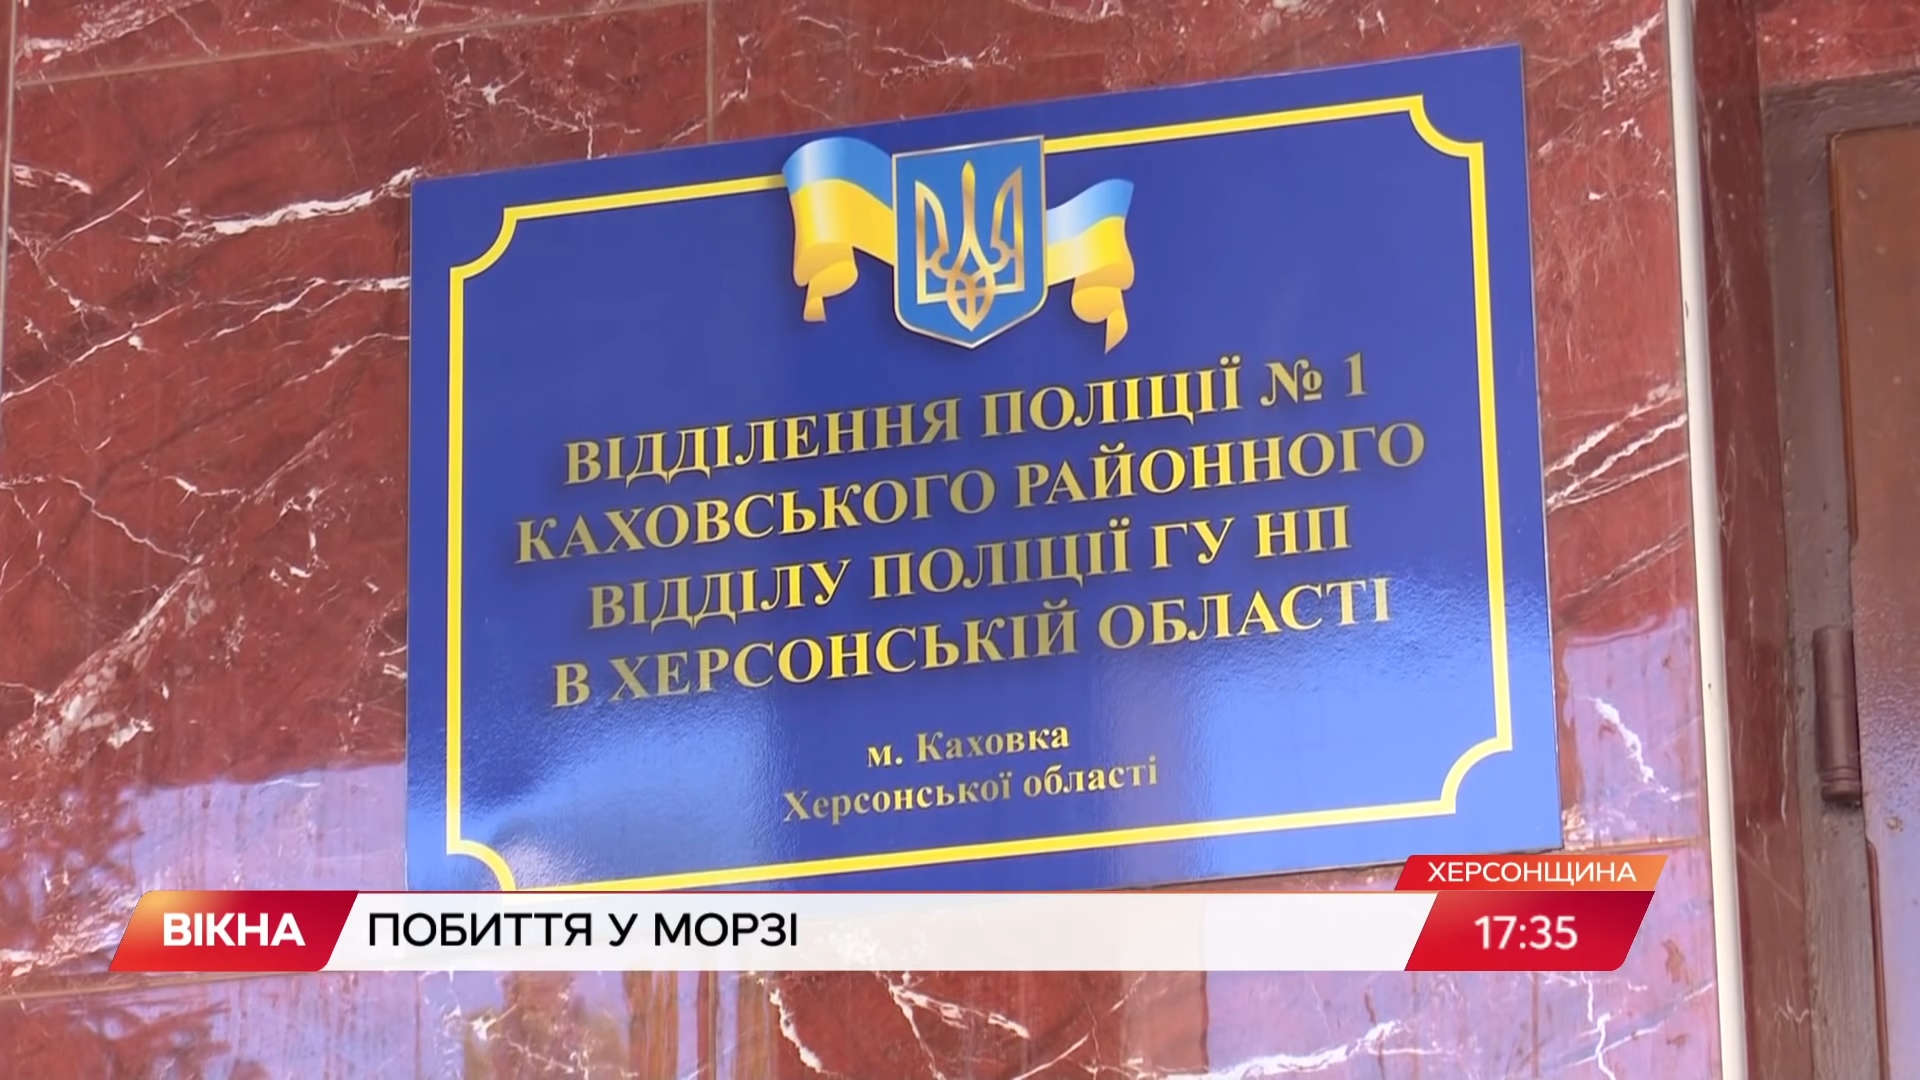 ВІДДІЛЕННЯ ПОЛІЦІЇ № 1
КАХОВСЬКОГО РАЙОННОГО
ВІДДІЛУ ПОЛІЦІЇ ГУ НП
В ХЕРСОНСЬКІЙ ОБЛАСТІ
м. Каховка
Херсонської області
ХЕРСОНЩИНА
ВІКНА ПОБИТТЯ У МОРЗІ 17:35